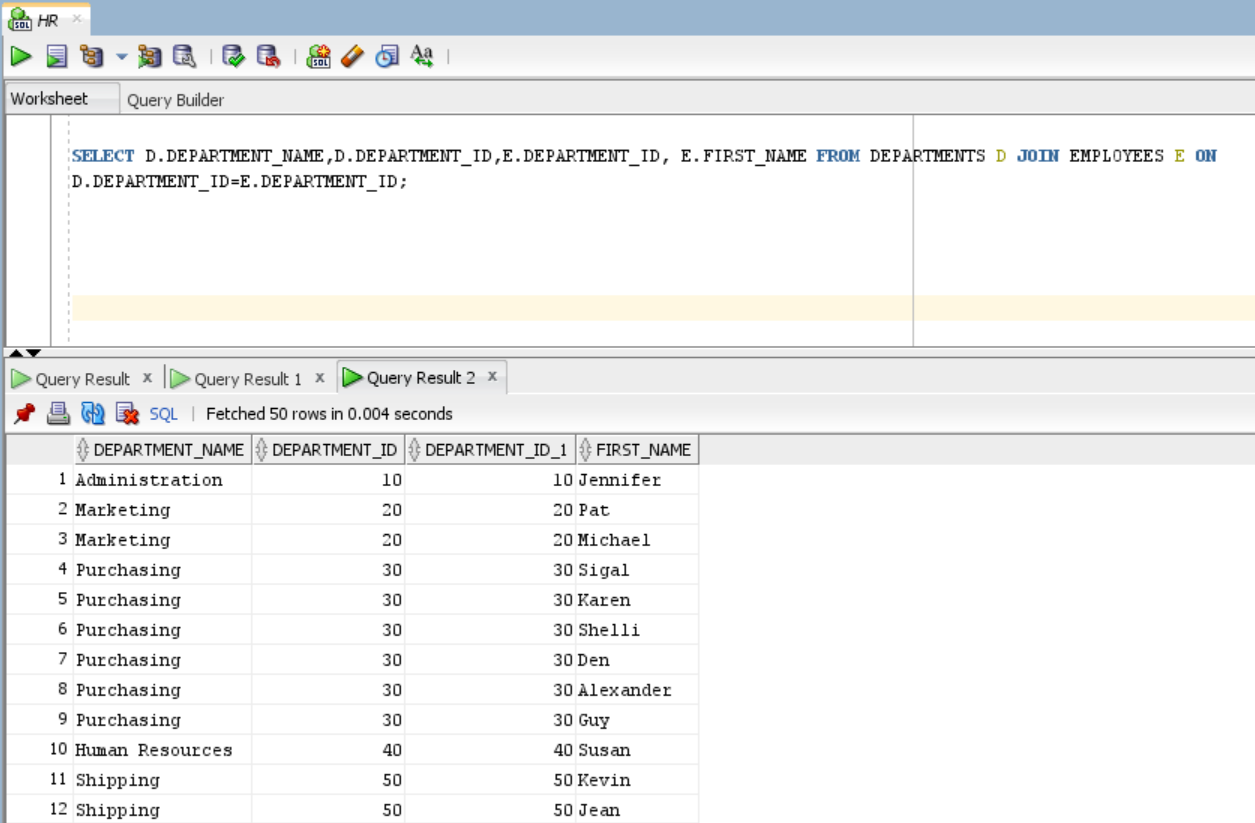 HR
Worksheet Query Builder
SELECT D.DEPARTMENT_NAME,D.DEPARTMENT_ID,E.DEPARTMENT_ID, E.FIRST_NAME FROM DEPARTMENTS D JOIN EMPLOYEES E ON
D.DEPARTMENT_ID=E.DEPARTMENT_ID;
Query Result x Query Result 1 x Query Result 2 x
SQL | Fetched 50 rows in 0.004 seconds
DEPARTMENT_NAME DEPARTMENT_ID DEPARTMENT_ID_1 FIRST_NAME
1 Administration 10 10 Jennifer
2 Marketing 20 20 Pat
3 Marketing 20 20 Michael
4 Purchasing 30 30 Sigal
5 Purchasing 30 30 Karen
6 Purchasing 30 30 Shelli
7 Purchasing 30 30 Den
8 Purchasing 30 30 Alexander
9 Purchasing 30 30 Guy
10 Human Resources 40 40 Susan
11 Shipping 50 50 Kevin
12 Shipping 50 50 Jean